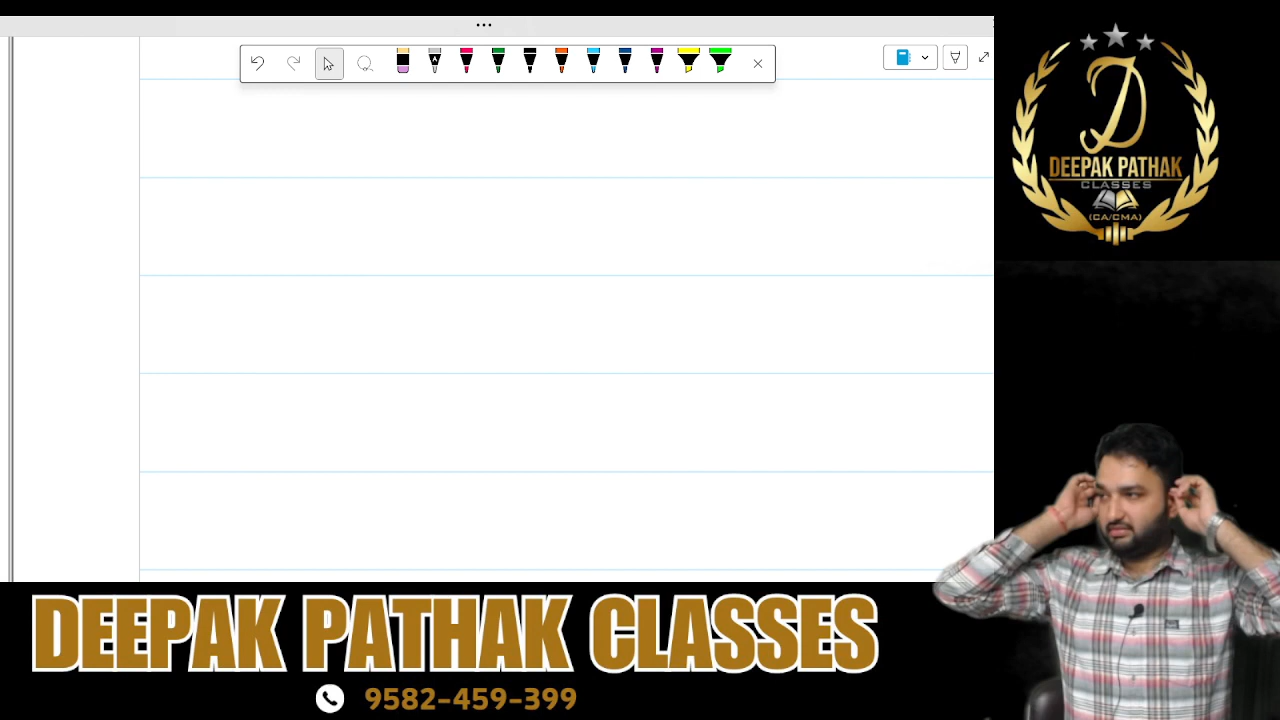 D
DEEPAK PATHAK
CLASSES
(CA/CMA)
DEEPAK PATHAK CLASSES
9582-459-399